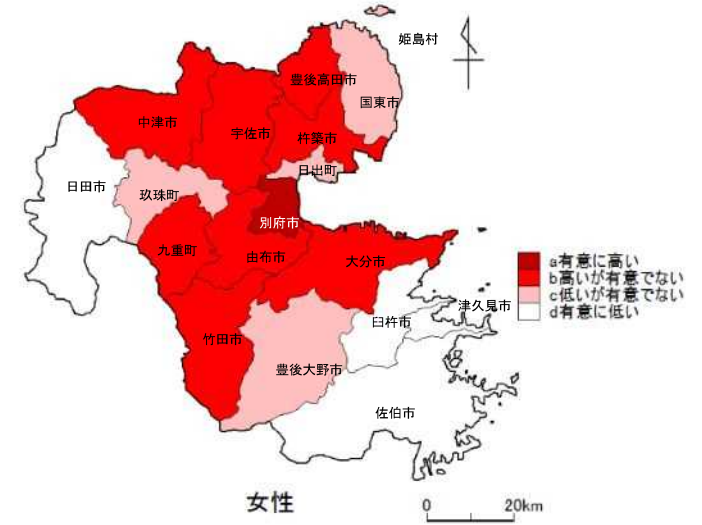 姫島村
豊後高田市
国東市
中津市
宇佐市
杵築市
日出町
日田市
玖珠町
別府市
九重町
由布市
大分市
a有意に高い
b高いが有意でない
c低いが有意でない
d有意に低い
津久見市
臼杵市
竹田市
豊後大野市
佐伯市
女性
0 20km